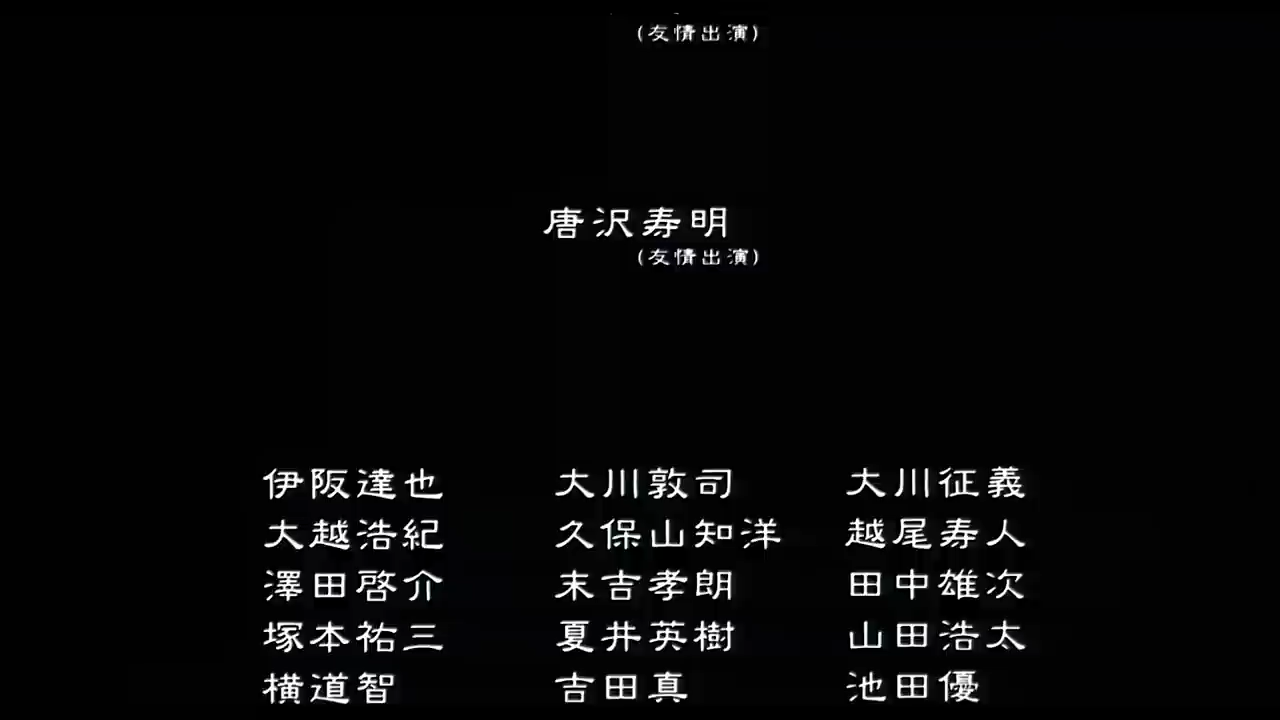 (友情出演)
唐沢寿明
(友情出演)
伊阪達也 大川敦司 大川征義
大越浩紀 久保山知洋 越尾寿人
澤田啓介 末吉孝朗 田中雄次
塚本祐三 夏井英樹 山田浩太
横道智 吉田真 池田優